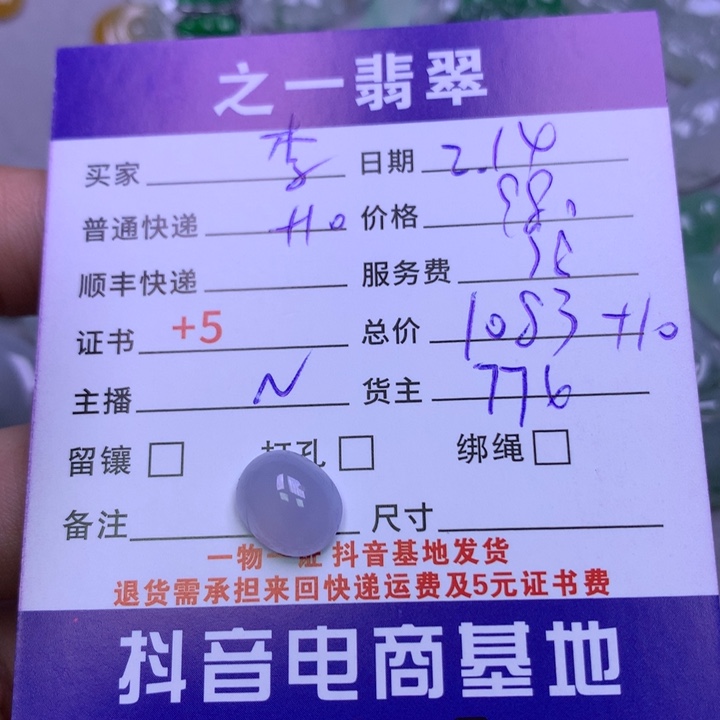 之一翡翠
买家 李 日期 2.14
普通快递 +10 价格 98.
顺丰快递 服务费
证书 +5 总价 1083 +10
主播 N 货主 776
留镶 打孔 绑绳
备注 尺寸
一物一证 抖音基地发货
退货需承担来回快递运费及5元证书费
抖音电商基地